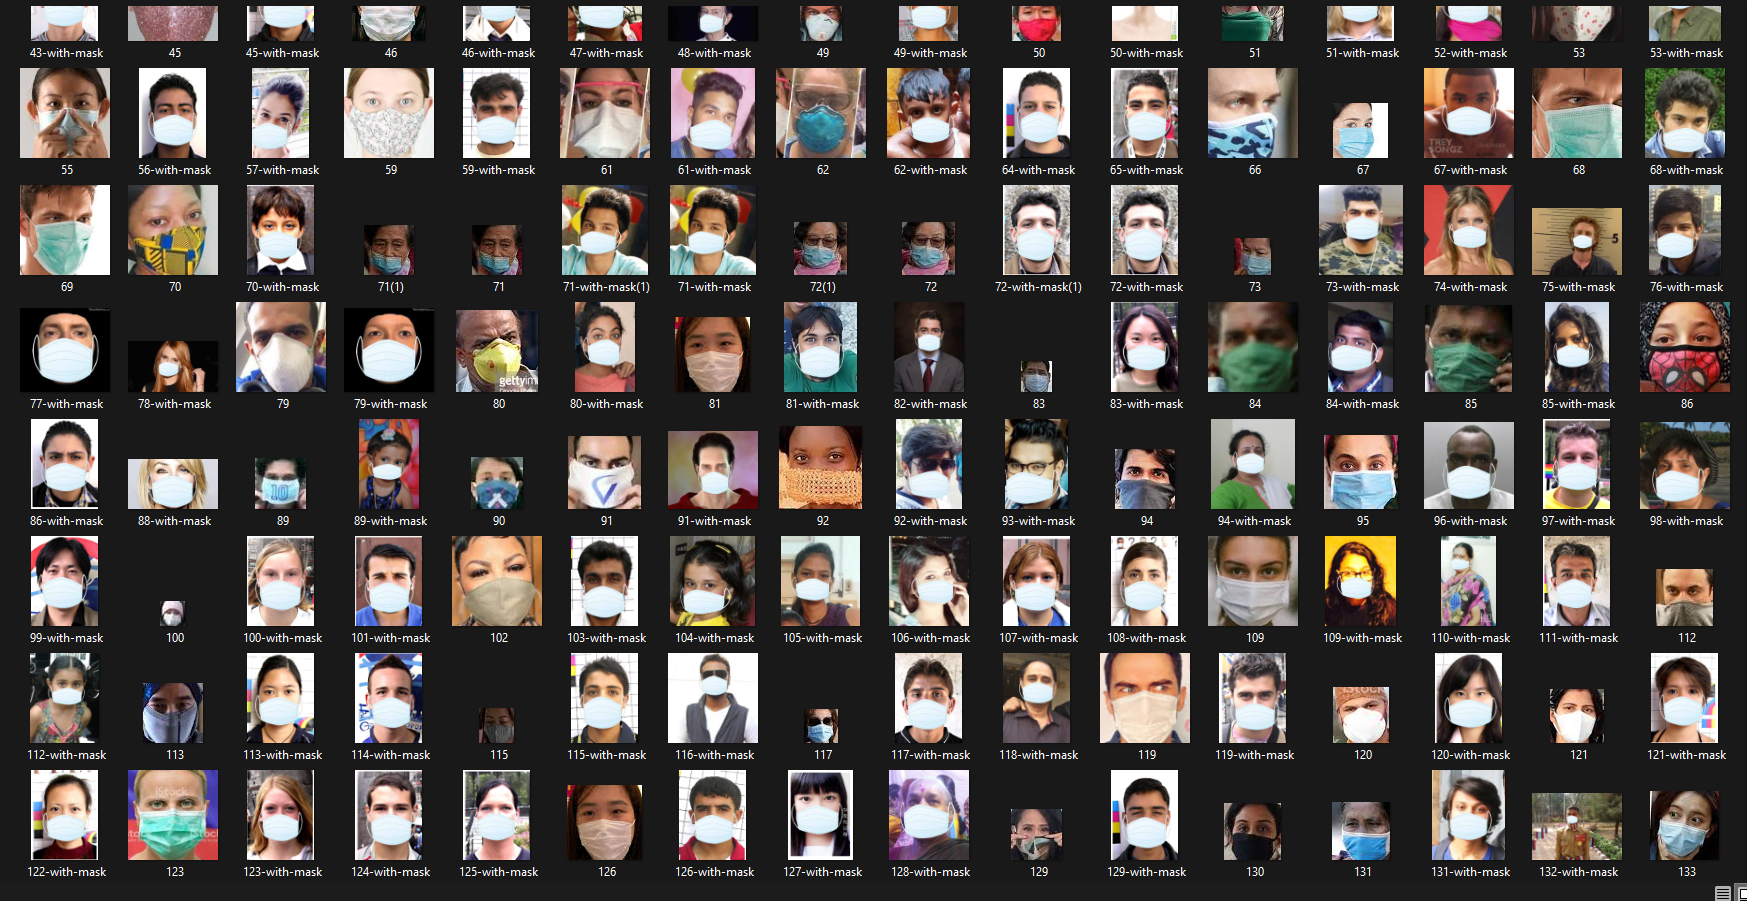 43-with-mask 45 45-with-mask 46 46-with-mask 47-with-mask 48-with-mask 49 49-with-mask 50 50-with-mask 51 51-with-mask 52-with-mask 53 53-with-mask
TREY
SONGZ
55 56-with-mask 57-with-mask 59 59-with-mask 61 61-with-mask 62 62-with-mask 64-with-mask 65-with-mask 66 67 67-with-mask 68 68-with-mask
5
69 70 70-with-mask 71(1) 71 71-with-mask(1) 71-with-mask 72(1) 72 72-with-mask(1) 72-with-mask 73 73-with-mask 74-with-mask 75-with-mask 76-with-mask
gettyim
77-with-mask 78-with-mask 79 79-with-mask 80 80-with-mask 81 81-with-mask 82-with-mask 83 83-with-mask 84 84-with-mask 85 85-with-mask 86
10
86-with-mask 88-with-mask 89 89-with-mask 90 91 91-with-mask 92 92-with-mask 93-with-mask 94 94-with-mask 95 96-with-mask 97-with-mask 98-with-mask
99-with-mask 100 100-with-mask 101-with-mask 102 103-with-mask 104-with-mask 105-with-mask 106-with-mask 107-with-mask 108-with-mask 109 109-with-mask 110-with-mask 111-with-mask 112
iStock
112-with-mask 113 113-with-mask 114-with-mask 115 115-with-mask 116-with-mask 117 117-with-mask 118-with-mask 119 119-with-mask 120 120-with-mask 121 121-with-mask
iStock
122-with-mask 123 123-with-mask 124-with-mask 125-with-mask 126 126-with-mask 127-with-mask 128-with-mask 129 129-with-mask 130 131 131-with-mask 132-with-mask 133